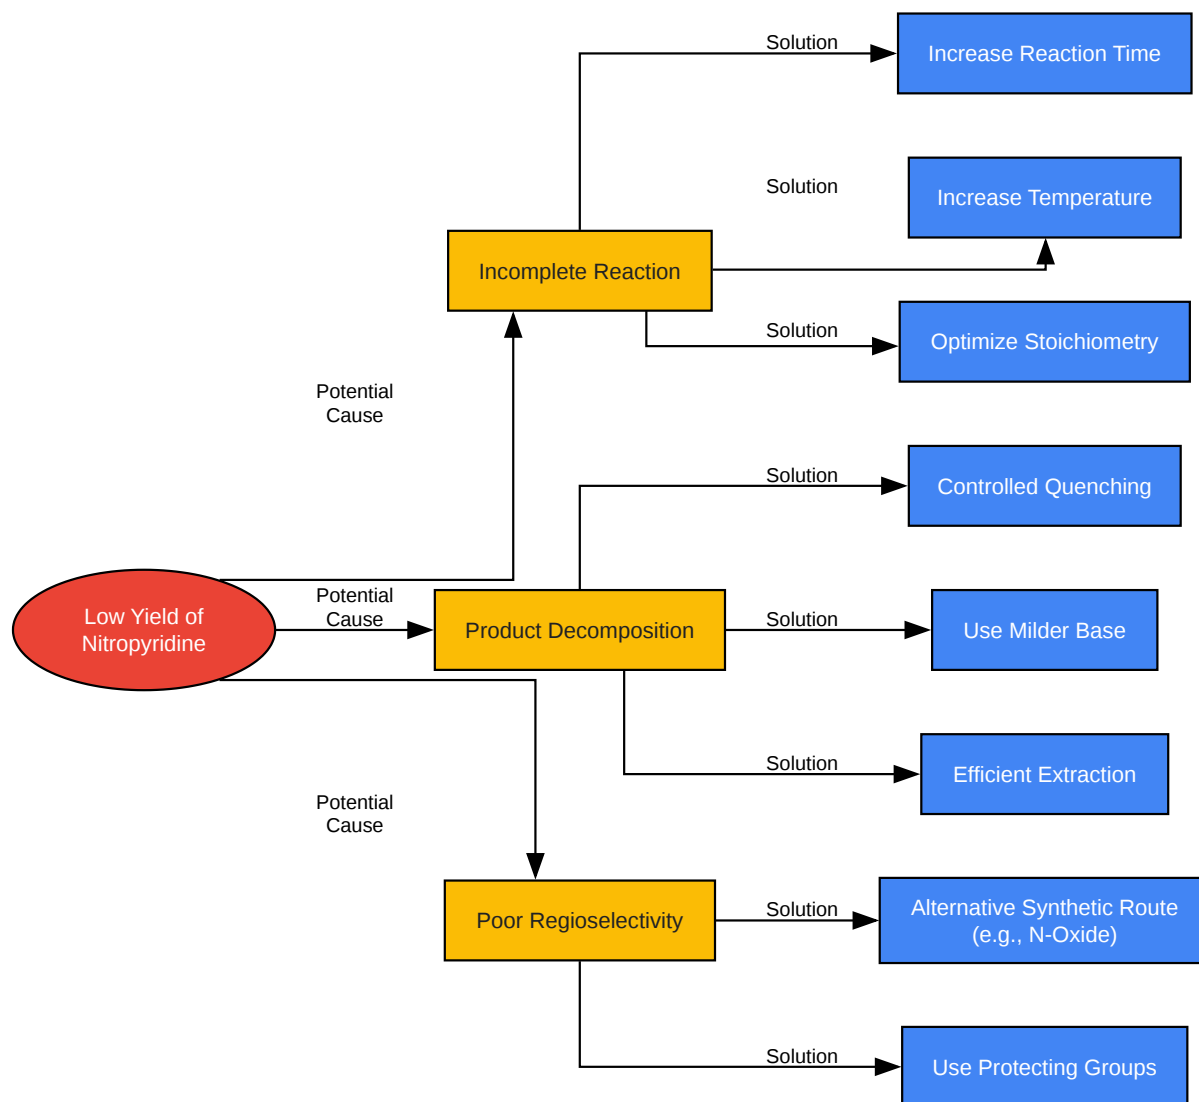 Solution
Increase Reaction Time
Solution
Increase Temperature
Incomplete Reaction
Solution
Optimize Stoichiometry
Potential
Cause
Solution
Controlled Quenching
Low Yield of
Nitropyridine
Potential
Cause
Product Decomposition
Solution
Use Milder Base
Solution
Efficient Extraction
Potential
Cause
Poor Regioselectivity
Solution
Alternative Synthetic Route
(e.g., N-Oxide)
Solution
Use Protecting Groups